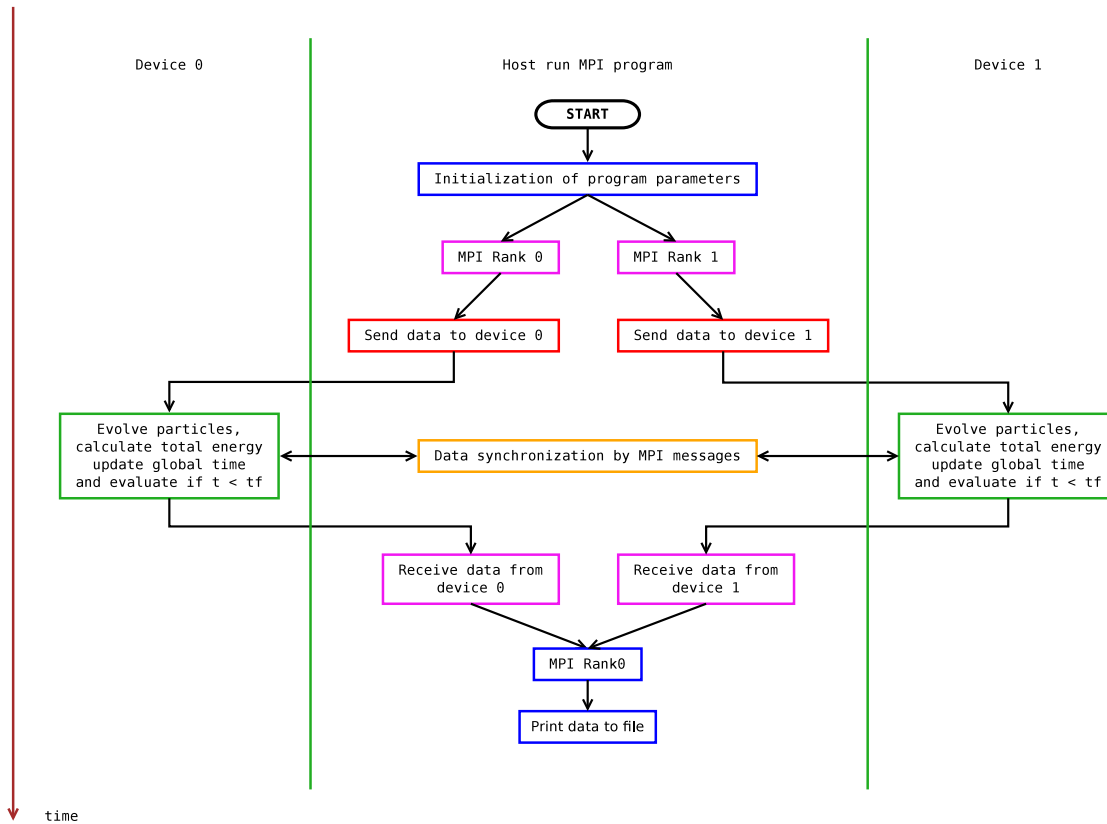 Device 0
Host run MPI program
Device 1
START
Initialization of program parameters
MPI Rank 0
MPI Rank 1
Send data to device 0
Send data to device 1
Evolve particles,
calculate total energy
update global time
and evaluate if t < tf
Data synchronization by MPI messages
Evolve particles,
calculate total energy
update global time
and evaluate if t < tf
Receive data from
device 0
Receive data from
device 1
MPI Rank0
Print data to file
time